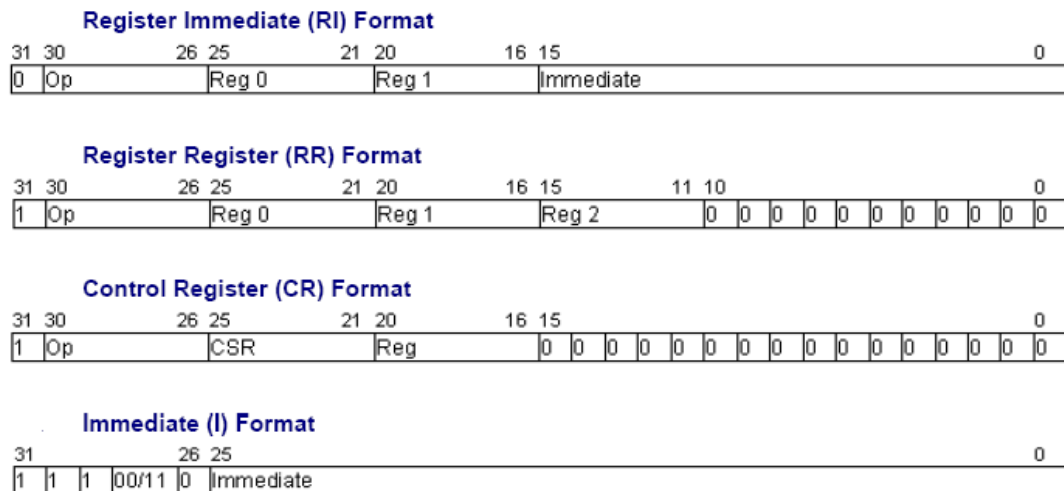 Register Immediate (RI) Format
31 30 26 25 21 20 16 15 0
0 Op Reg 0 Reg 1 Immediate
Register Register (RR) Format
31 30 26 25 21 20 16 15 11 10 0
1 Op Reg 0 Reg 1 Reg 2 0 0 0 0 0 0 0 0 0 0 0
Control Register (CR) Format
31 30 26 25 21 20 16 15 0
1 Op CSR Reg 0 0 0 0 0 0 0 0 0 0 0 0 0 0 0 0
Immediate (I) Format
31 26 25 0
1 1 1 00/11 0 Immediate